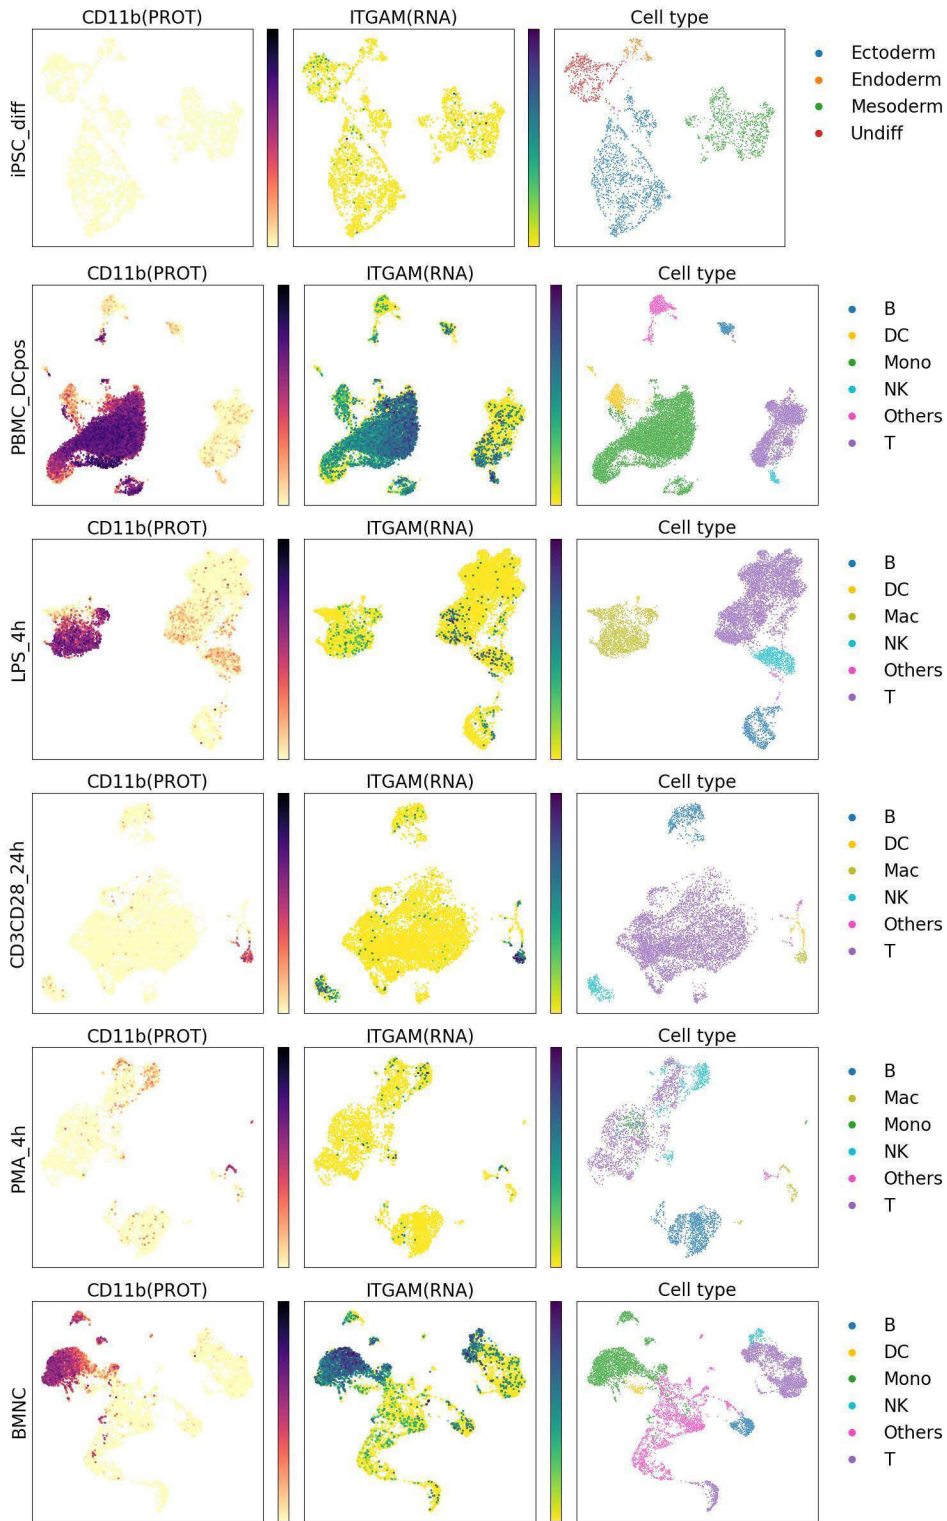 CD11b(PROT) ITGAM(RNA) Cell type
iPSC_diff
Ectoderm
Endoderm
Mesoderm
Undiff
CD11b(PROT) ITGAM(RNA) Cell type
PBMC_DCpos
B
DC
Mono
NK
Others
T
CD11b(PROT) ITGAM(RNA) Cell type
LPS_4h
B
DC
Mac
NK
Others
T
CD11b(PROT) ITGAM(RNA) Cell type
CD3CD28_24h
B
DC
Mac
NK
Others
T
CD11b(PROT) ITGAM(RNA) Cell type
PMA_4h
B
Mac
Mono
NK
Others
T
CD11b(PROT) ITGAM(RNA) Cell type
BMNC
B
DC
Mono
NK
Others
T